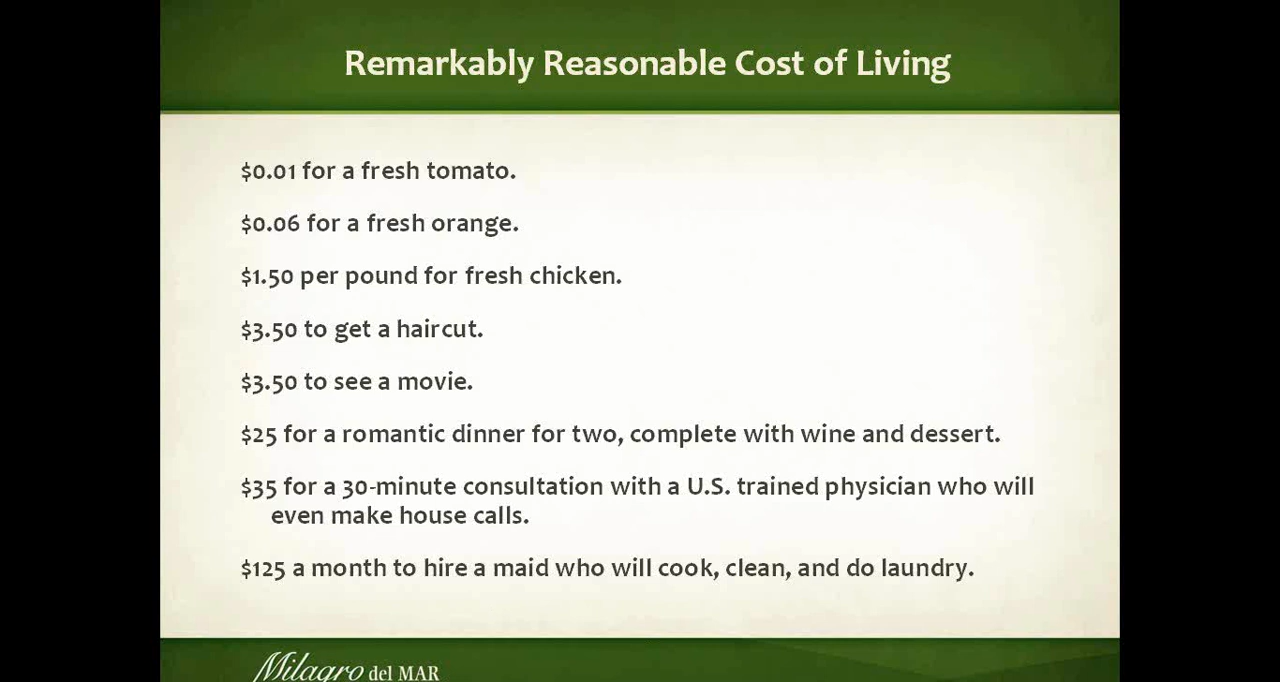 Remarkably Reasonable Cost of Living
$0.01 for a fresh tomato.
$0.06 for a fresh orange.
$1.50 per pound for fresh chicken.
$3.50 to get a haircut.
$3.50 to see a movie.
$25 for a romantic dinner for two, complete with wine and dessert.
$35 for a 30-minute consultation with a U.S. trained physician who will
even make house calls.
$125 a month to hire a maid who will cook, clean, and do laundry.
Milagro del MAR